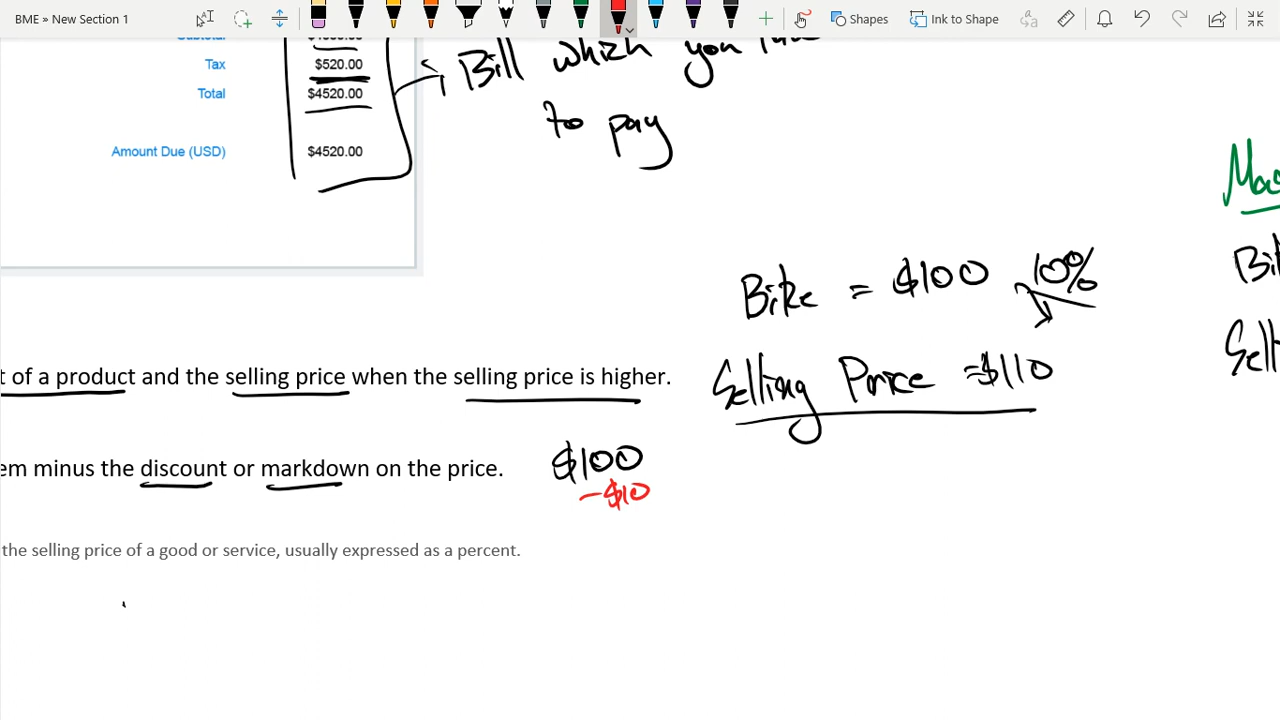 BME » New Section 1
Shapes
Ink to Shape
Subtotal
Tax $520.00
Total $4520.00
Amount Due (USD) $4520.00
Bill which you
to pay
Bike = $100 10%
t of a product and the selling price when the selling price is higher.
Selling Price = $110
em minus the discount or markdown on the price.
$100
-$10
the selling price of a good or service, usually expressed as a percent.